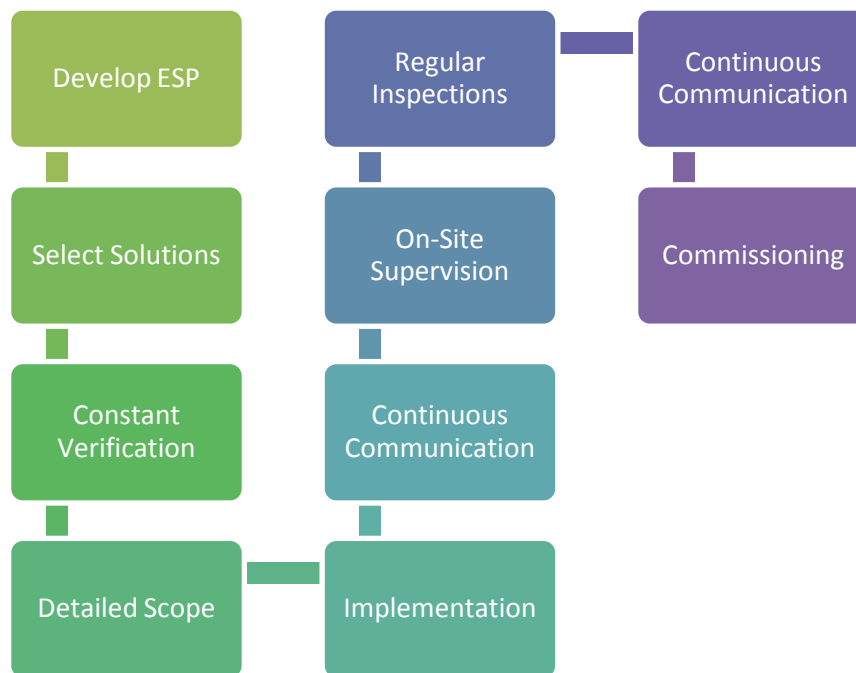 Develop ESP
Select Solutions
Constant
Verification
Detailed Scope
Implementation
Continuous
Communication
On-Site
Supervision
Regular
Inspections
Continuous
Communication
Commissioning